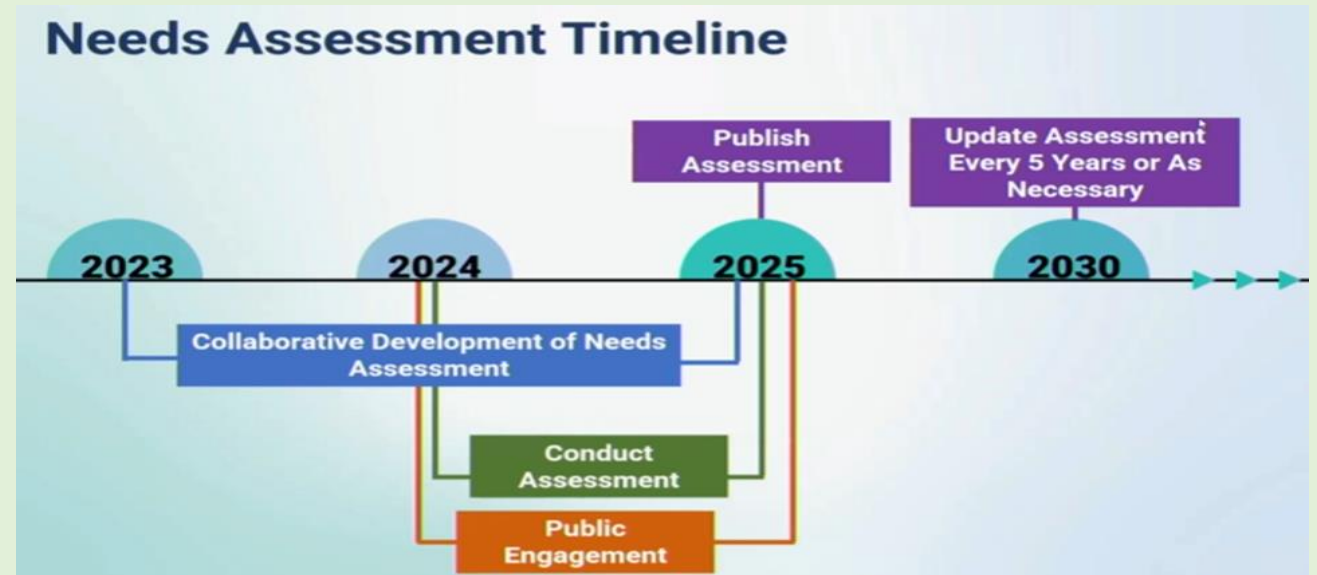 Needs Assessment Timeline
Publish
Assessment
Update Assessment
Every 5 Years or As
Necessary
2023
2024
2025
2030
Collaborative Development of Needs
Assessment
Conduct
Assessment
Public
Engagement